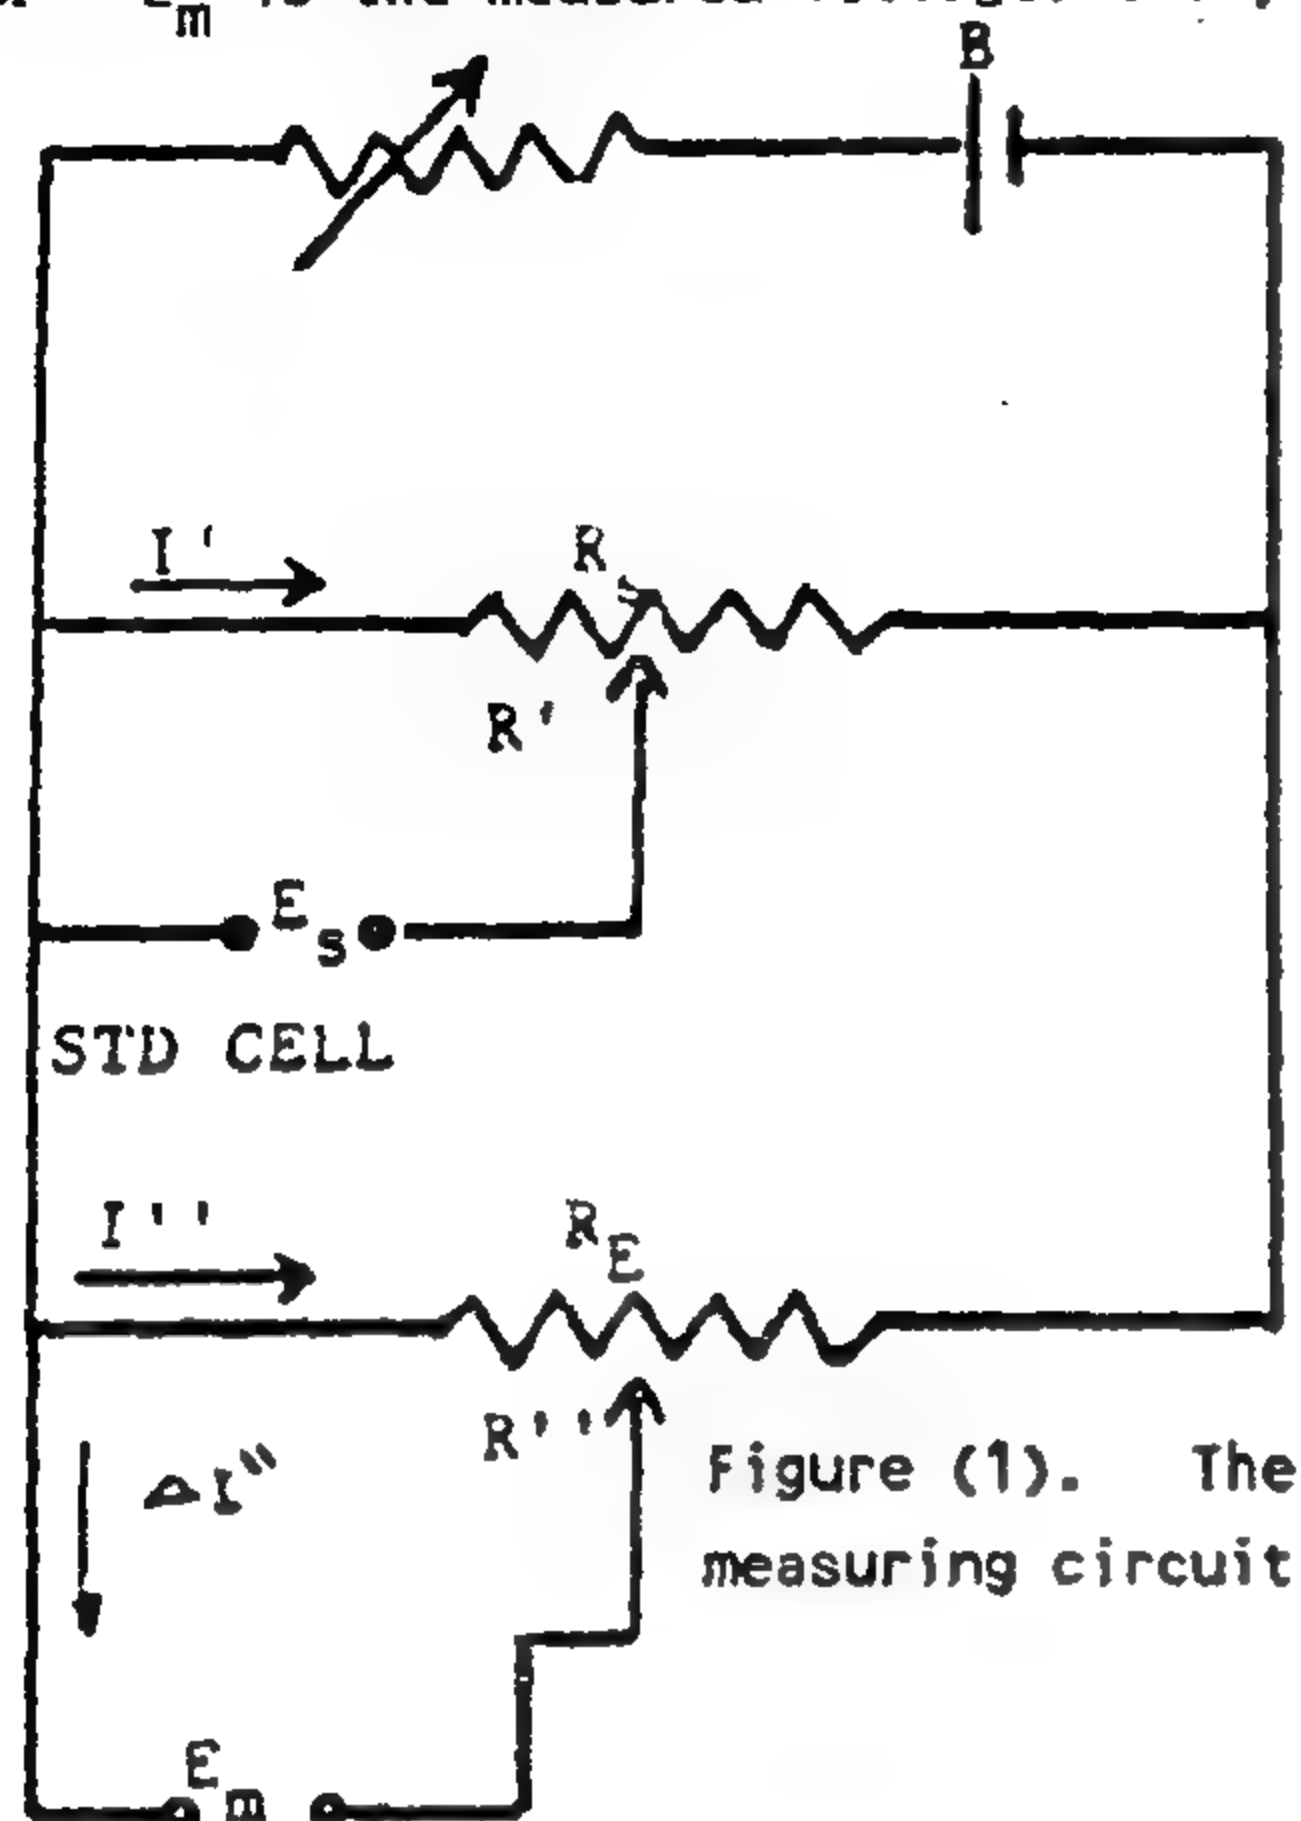 m
B
I'
R s
R'
E s
STD CELL
I''
R E
R''
Figure (1). The
ΔI"
measuring circuit
E m